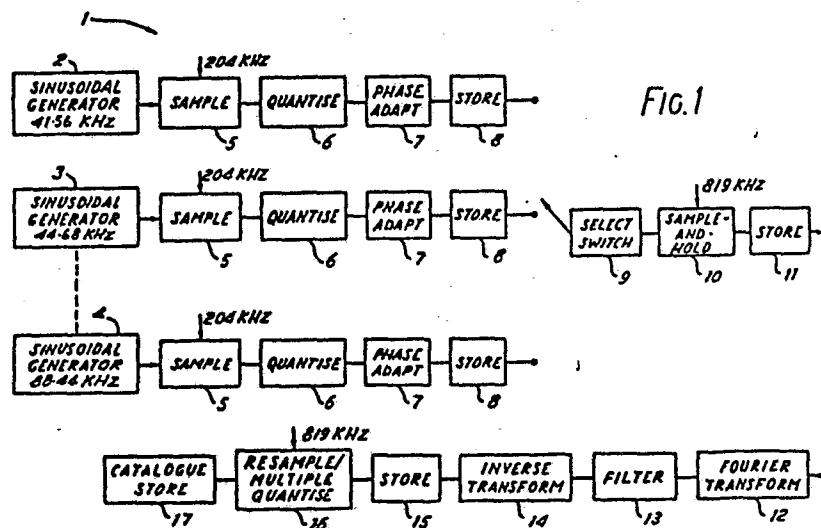 1
2
SINUSOIDAL
GENERATOR
41·56 KHZ
204 KHZ
SAMPLE
5
QUANTISE
6
PHASE
ADAPT
7
STORE
8
FIG.1
3
SINUSOIDAL
GENERATOR
44·68 KHZ
204 KHZ
SAMPLE
5
QUANTISE
6
PHASE
ADAPT
7
STORE
8
SELECT
SWITCH
9
819 KHZ
SAMPLE-
AND-
HOLD
10
STORE
11
4
SINUSOIDAL
GENERATOR
88·44 KHZ
204 KHZ
SAMPLE
5
QUANTISE
6
PHASE
ADAPT
7
STORE
8
CATALOGUE
STORE
17
819 KHZ
RESAMPLE/
MULTIPLE
QUANTISE
16
STORE
15
INVERSE
TRANSFORM
14
FILTER
13
FOURIER
TRANSFORM
12